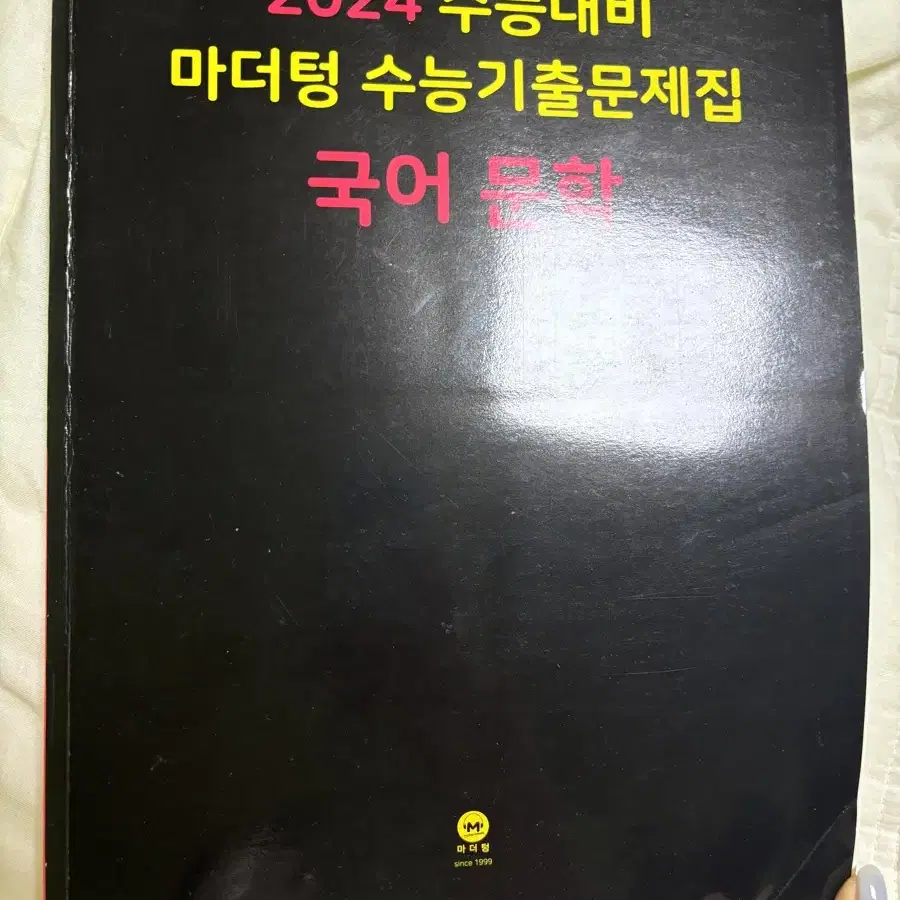 2024 수능대비
마더텅 수능기출문제집
국어 문학
M
마더텅
since 1999